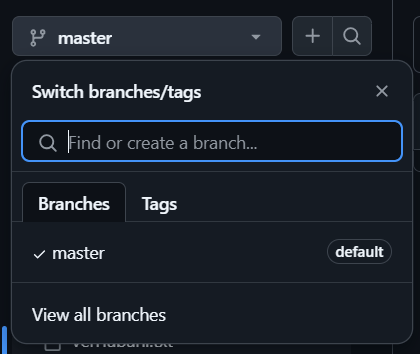 master
Switch branches/tags
Find or create a branch...
Branches
Tags
master
default
View all branches